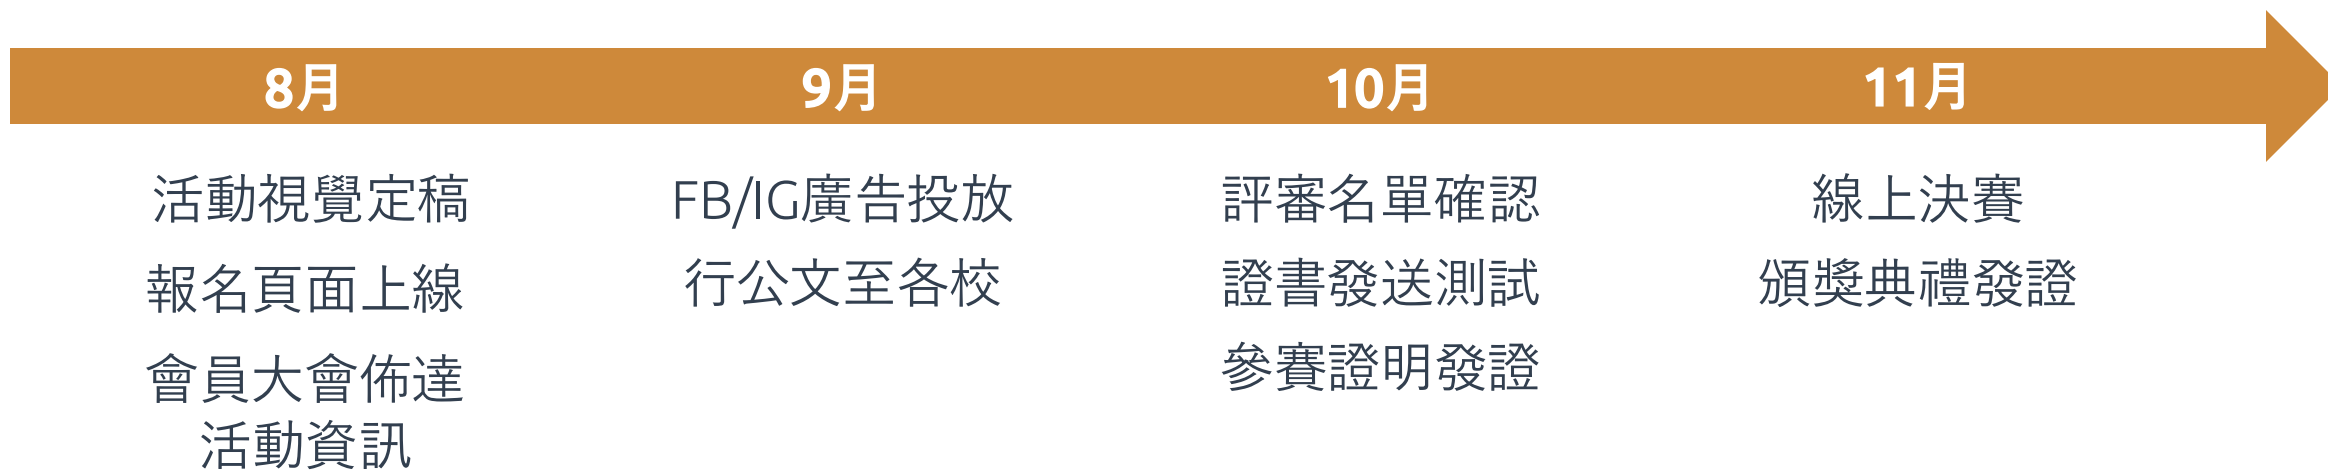 8月
活動視覺定稿
報名頁面上線
會員大會佈達
活動資訊
9月
FB/IG廣告投放
行公文至各校
10月
評審名單確認
證書發送測試
參賽證明發證
11月
線上決賽
頒獎典禮發證